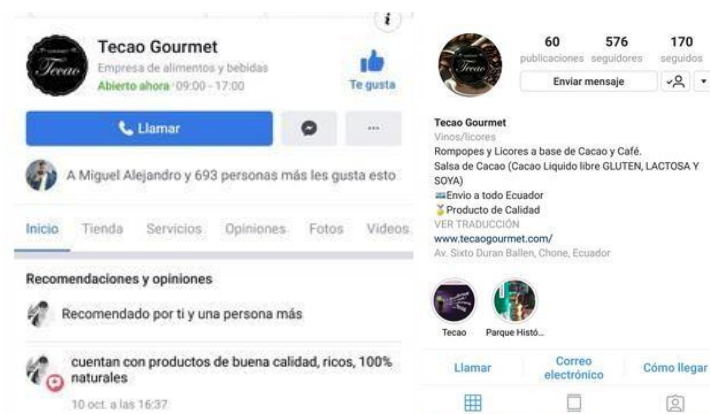 Tecao Gourmet
Empresa de alimentos y bebidas
Abierto ahora · 09:00 - 17:00
Te gusta
Tecao
Llamar
A Miguel Alejandro y 693 personas más les gusta esto
Inicio Tienda Servicios Opiniones Fotos Videos
Recomendaciones y opiniones
Recomendado por ti y una persona más
cuentan con productos de buena calidad, ricos, 100%
naturales
10 oct. a las 16:37
Tecao
60 576 170
publicaciones seguidores seguidos
Enviar mensaje
Tecao Gourmet
Vinos/licores
Rompopes y Licores a base de Cacao y Café.
Salsa de Cacao (Cacao Liquido libre GLUTEN, LACTOSA Y
SOYA)
Envio a todo Ecuador
Producto de Calidad
VER TRADUCCIÓN
www.tecaogourmet.com/
Av. Sixto Duran Ballen, Chone, Ecuador
Tecao Parque Histó...
Llamar Correo electrónico Cómo llegar